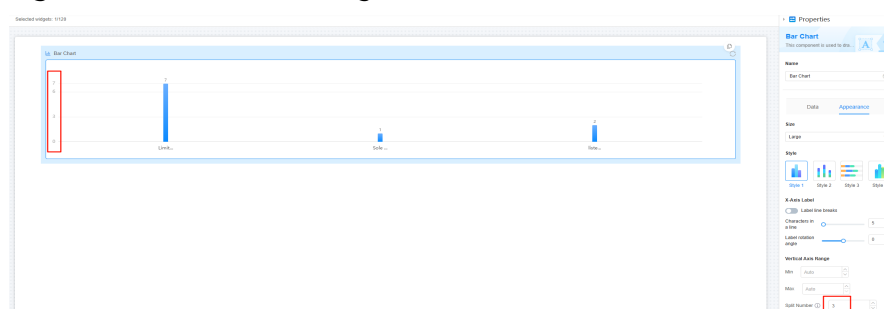 Selected widgets: 1/128
Properties
Bar Chart
This component is used to dra...
A
Name
Bar Chart
Data
Appearance
Size
Large
Style
Style 1
Style 2
Style 3
Style
X-Axis Label
Label line breaks
Characters in
a line
5
Label rotation
angle
0
Vertical Axis Range
Min
Auto
Max
Auto
Split Number
3
Bar Chart
7
6
3
0
7
1
2
Limit...
Sole ...